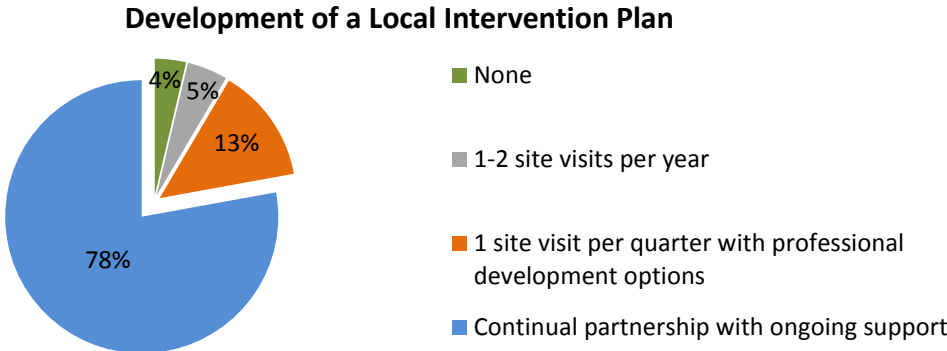 Development of a Local Intervention Plan
4%
5%
13%
78%
None
1-2 site visits per year
1 site visit per quarter with professional
development options
Continual partnership with ongoing support